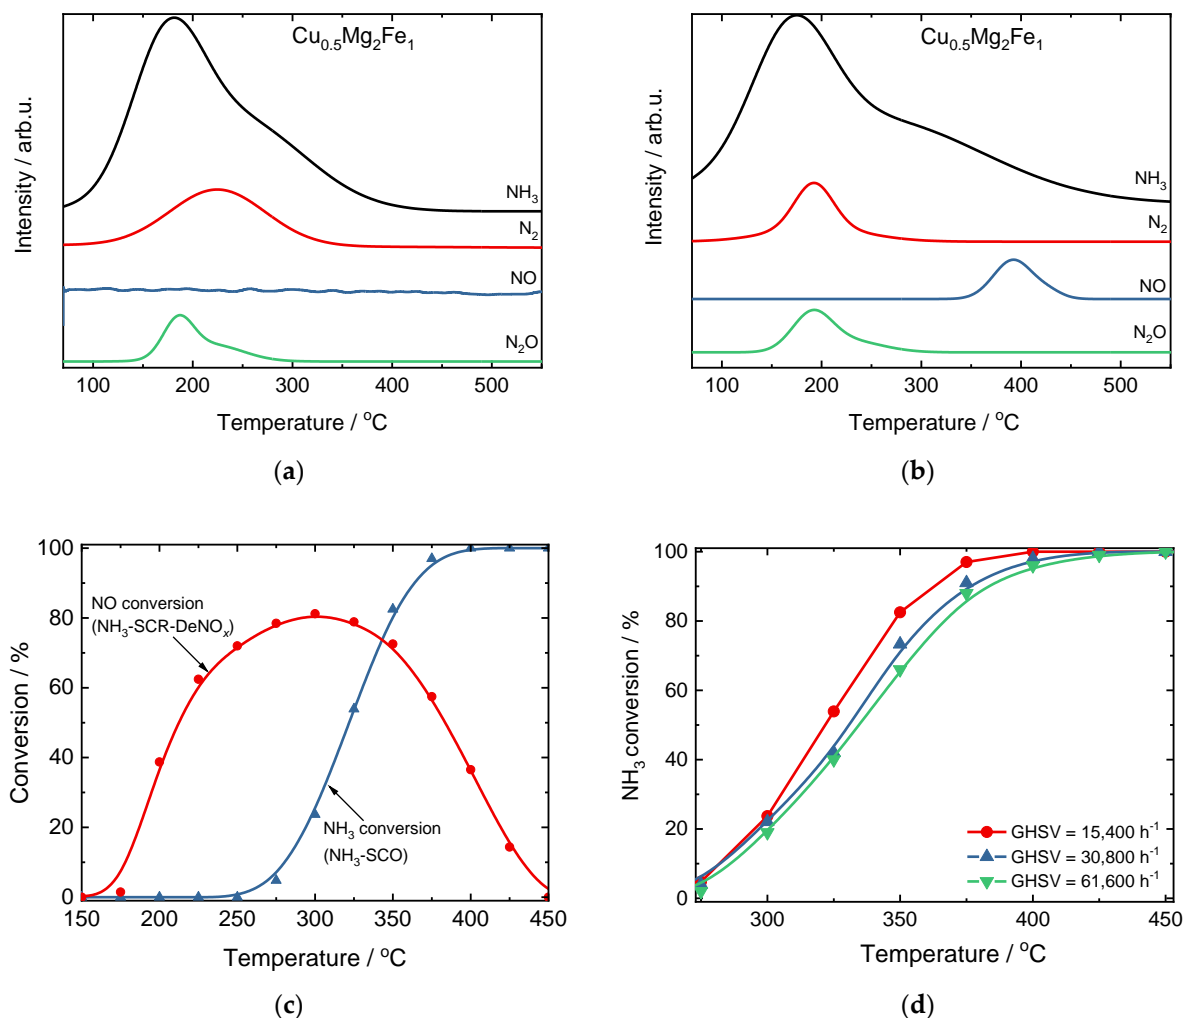 Cu0.5Mg2Fe1
Intensity / arb.u.
NH3
N2
NO
N2O
100 200 300 400 500
Temperature / oC
(a)
Cu0.5Mg2Fe1
Intensity / arb.u.
NH3
N2
NO
N2O
100 200 300 400 500
Temperature / oC
(b)
100
80
60
40
20
0
Conversion / %
NO conversion
(NH3-SCR-DeNOx)
NH3 conversion
(NH3-SCO)
150 200 250 300 350 400 450
Temperature / oC
(c)
100
80
60
40
20
0
NH3 conversion / %
GHSV = 15,400 h-1
GHSV = 30,800 h-1
GHSV = 61,600 h-1
300 350 400 450
Temperature / oC
(d)